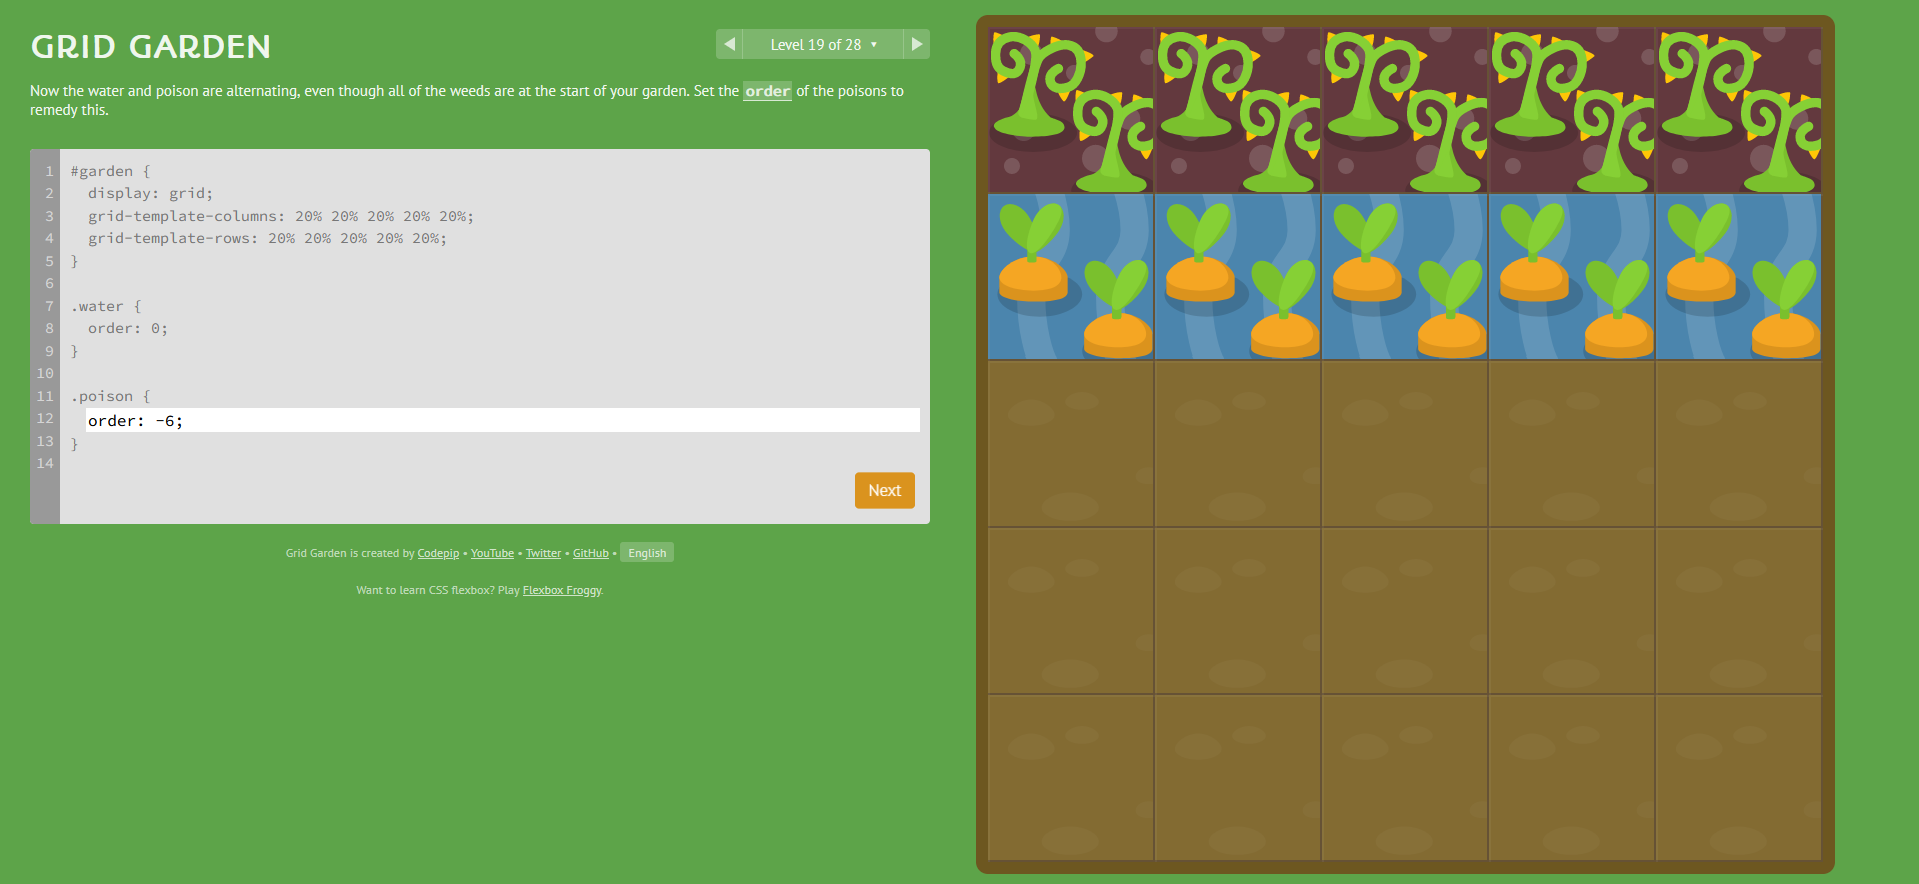 GRID GARDEN
Level 19 of 28 ▾
Now the water and poison are alternating, even though all of the weeds are at the start of your garden. Set the order of the poisons to
remedy this.
1 #garden {
2 display: grid;
3 grid-template-columns: 20% 20% 20% 20% 20%;
4 grid-template-rows: 20% 20% 20% 20% 20%;
5 }
6
7 .water {
8 order: 0;
9 }
10
11 .poison {
12 order: -6;
13 }
14
Next
Grid Garden is created by Codepip • YouTube • Twitter • GitHub • English
Want to learn CSS flexbox? Play Flexbox Froggy.